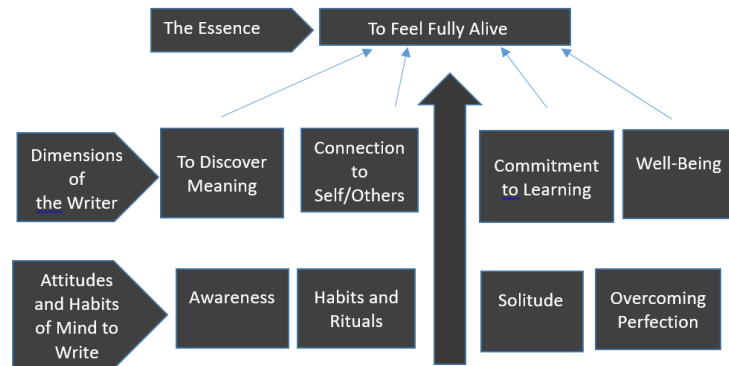 The Essence
To Feel Fully Alive
Dimensions
of
the Writer
To Discover
Meaning
Connection
to
Self/Others
Commitment
to Learning
Well-Being
Attitudes
and Habits
of Mind to
Write
Awareness
Habits and
Rituals
Solitude
Overcoming
Perfection